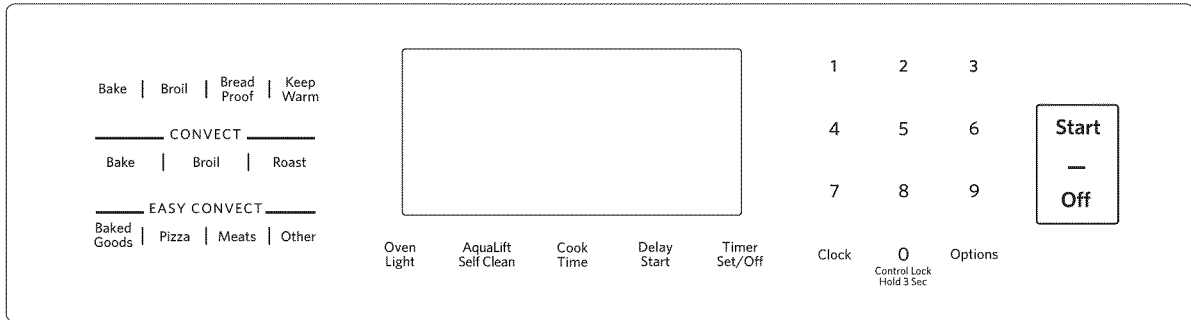 Bake | Broil | Bread Proof | Keep Warm
CONVECT
Bake | Broil | Roast
EASY CONVECT
Baked Goods | Pizza | Meats | Other
Oven Light
AquaLift Self Clean
Cook Time
Delay Start
Timer Set/Off
1 2 3
4 5 6
7 8 9
Clock 0 Options
Control Lock
Hold 3 Sec
Start
—
Off